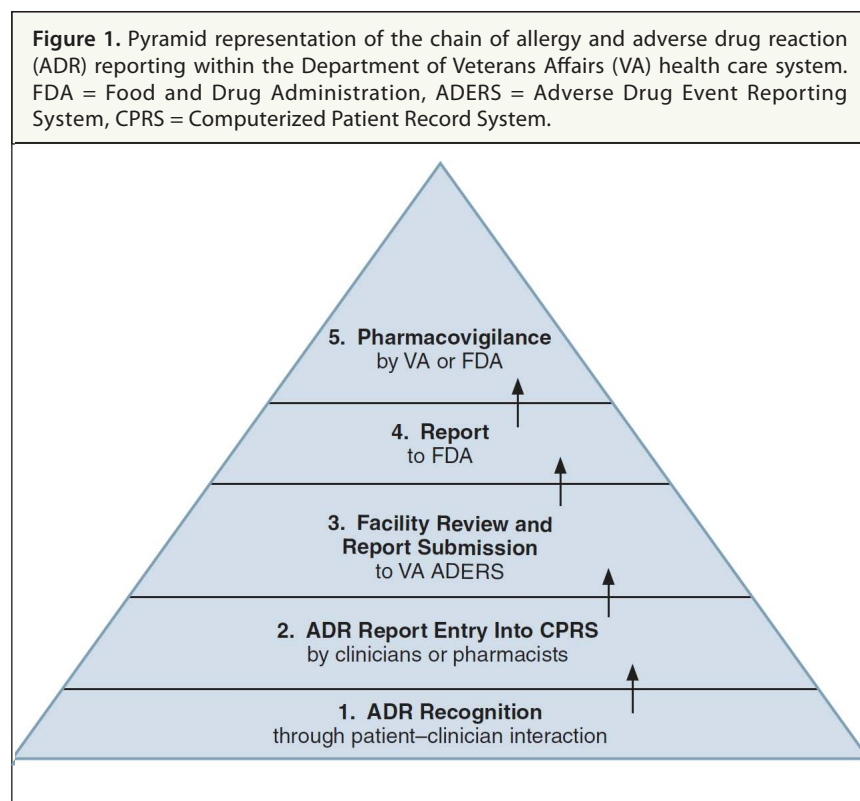 Figure 1. Pyramid representation of the chain of allergy and adverse drug reaction
(ADR) reporting within the Department of Veterans Affairs (VA) health care system.
FDA = Food and Drug Administration, ADERS = Adverse Drug Event Reporting
System, CPRS = Computerized Patient Record System.
5. Pharmacovigilance
by VA or FDA
4. Report
to FDA
3. Facility Review and
Report Submission
to VA ADERS
2. ADR Report Entry Into CPRS
by clinicians or pharmacists
1. ADR Recognition
through patient–clinician interaction